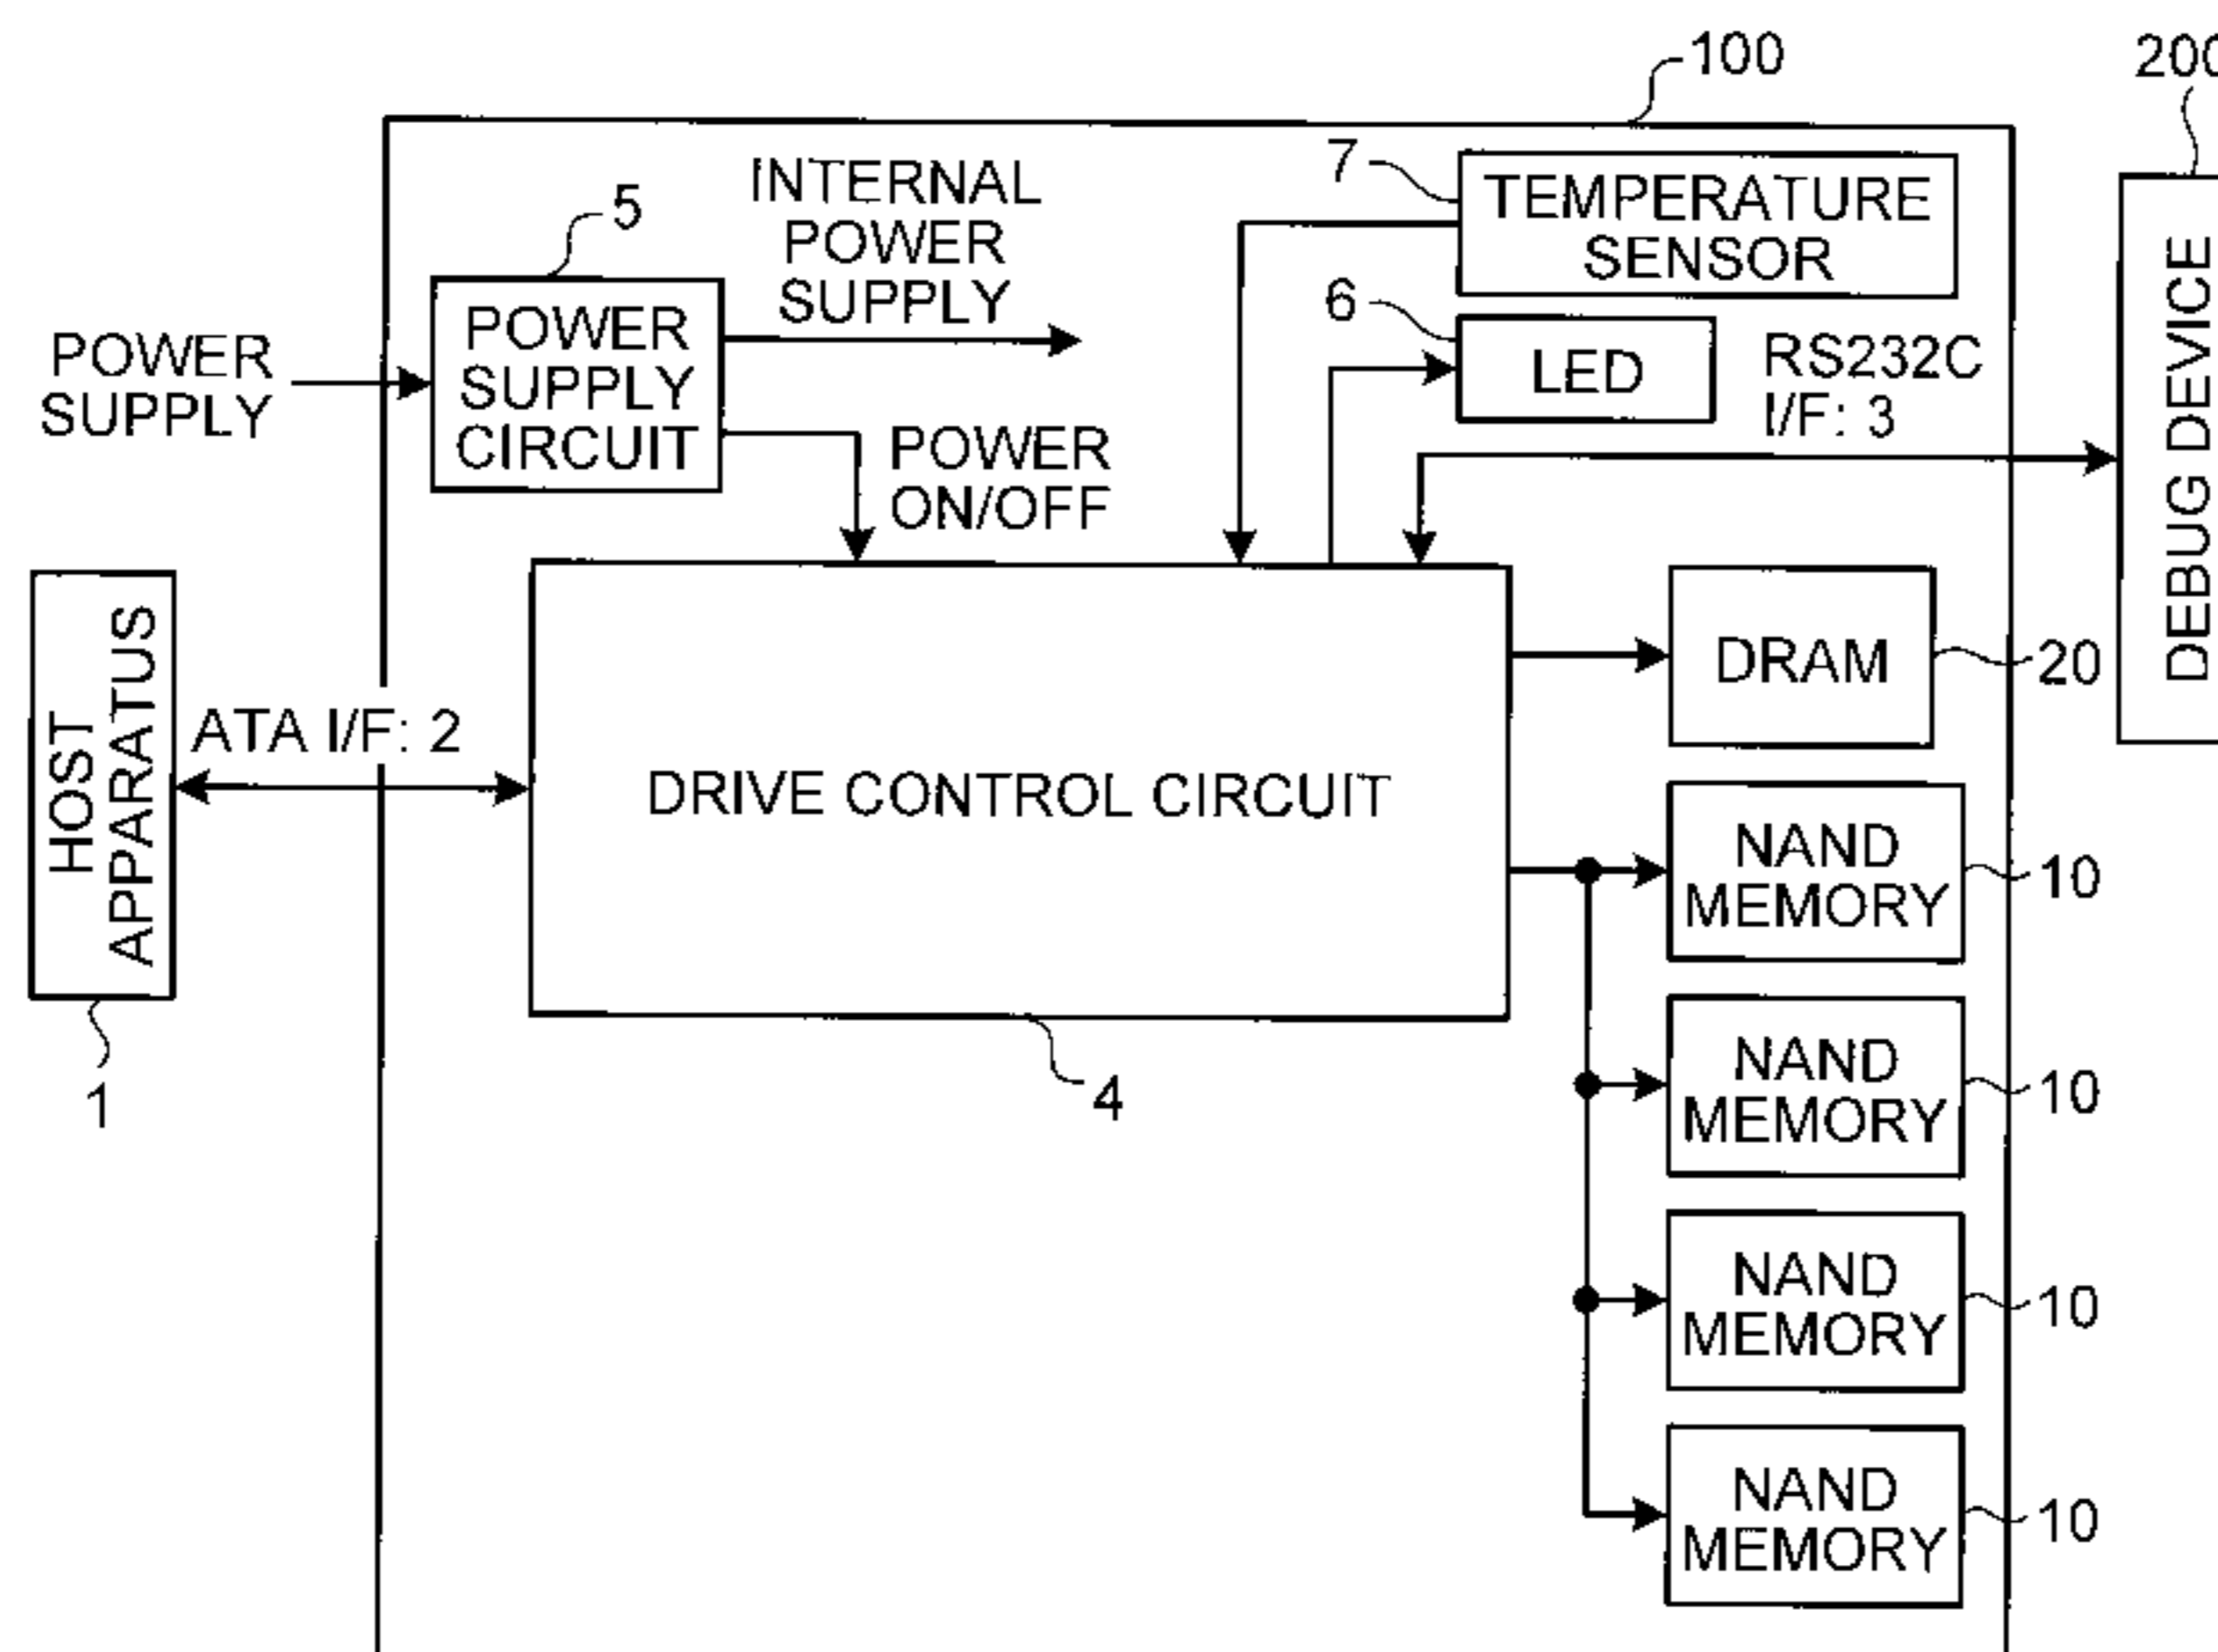 100
200
7
TEMPERATURE
SENSOR
INTERNAL
POWER
SUPPLY
5
POWER
SUPPLY
POWER
SUPPLY
CIRCUIT
6
LED
RS232C
I/F: 3
POWER
ON/OFF
DEBUG DEVICE
HOST
APPARATUS
1
ATA I/F: 2
DRIVE CONTROL CIRCUIT
4
DRAM
20
NAND
MEMORY
10
NAND
MEMORY
10
NAND
MEMORY
10
NAND
MEMORY
10